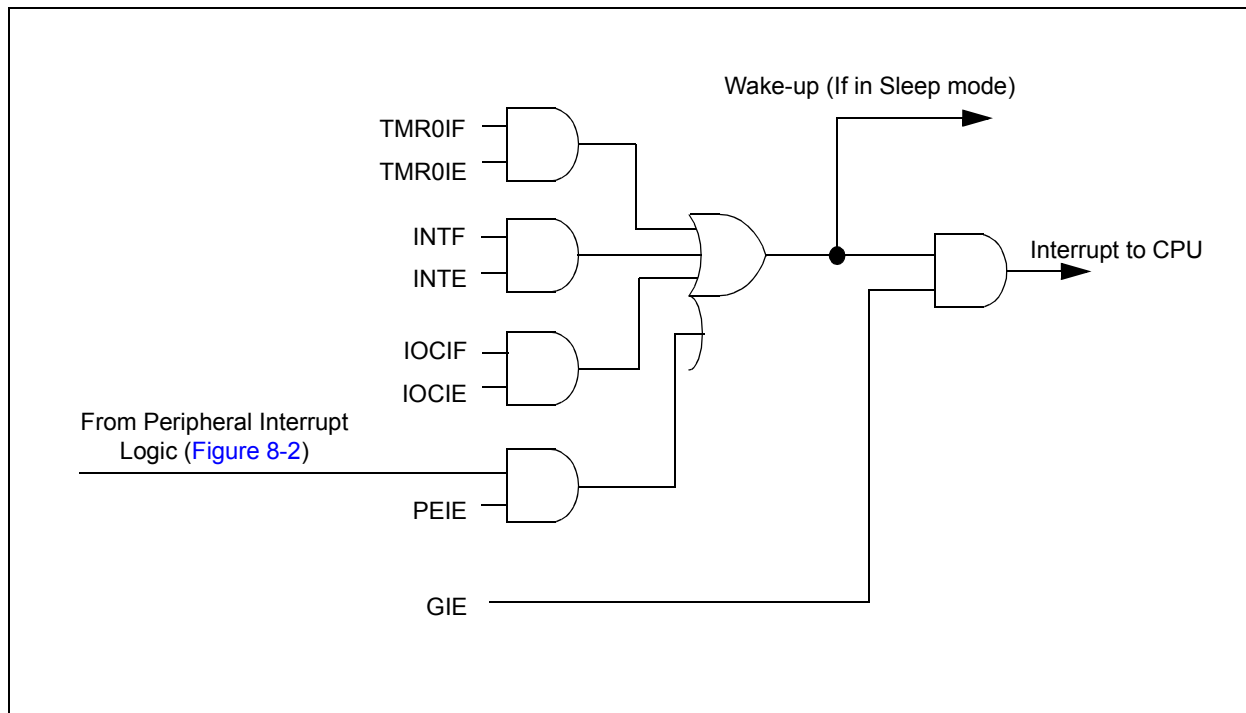 Wake-up (If in Sleep mode)
TMR0IF
TMR0IE
INTF
INTE
Interrupt to CPU
IOCIF
IOCIE
From Peripheral Interrupt
Logic (Figure 8-2)
PEIE
GIE